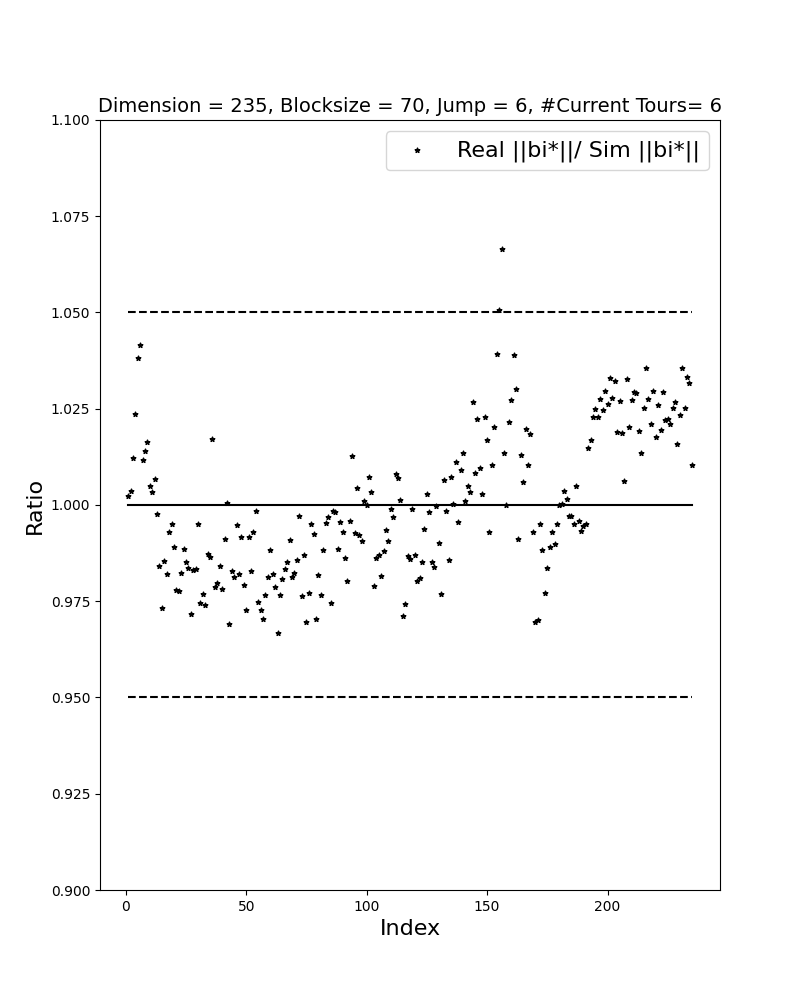 Dimension = 235, Blocksize = 70, Jump = 6, #Current Tours= 6
1.100
1.075
1.050
1.025
1.000
0.975
0.950
0.925
0.900
Real ||bi*||/ Sim ||bi*||
Ratio
0 50 100 150 200
Index